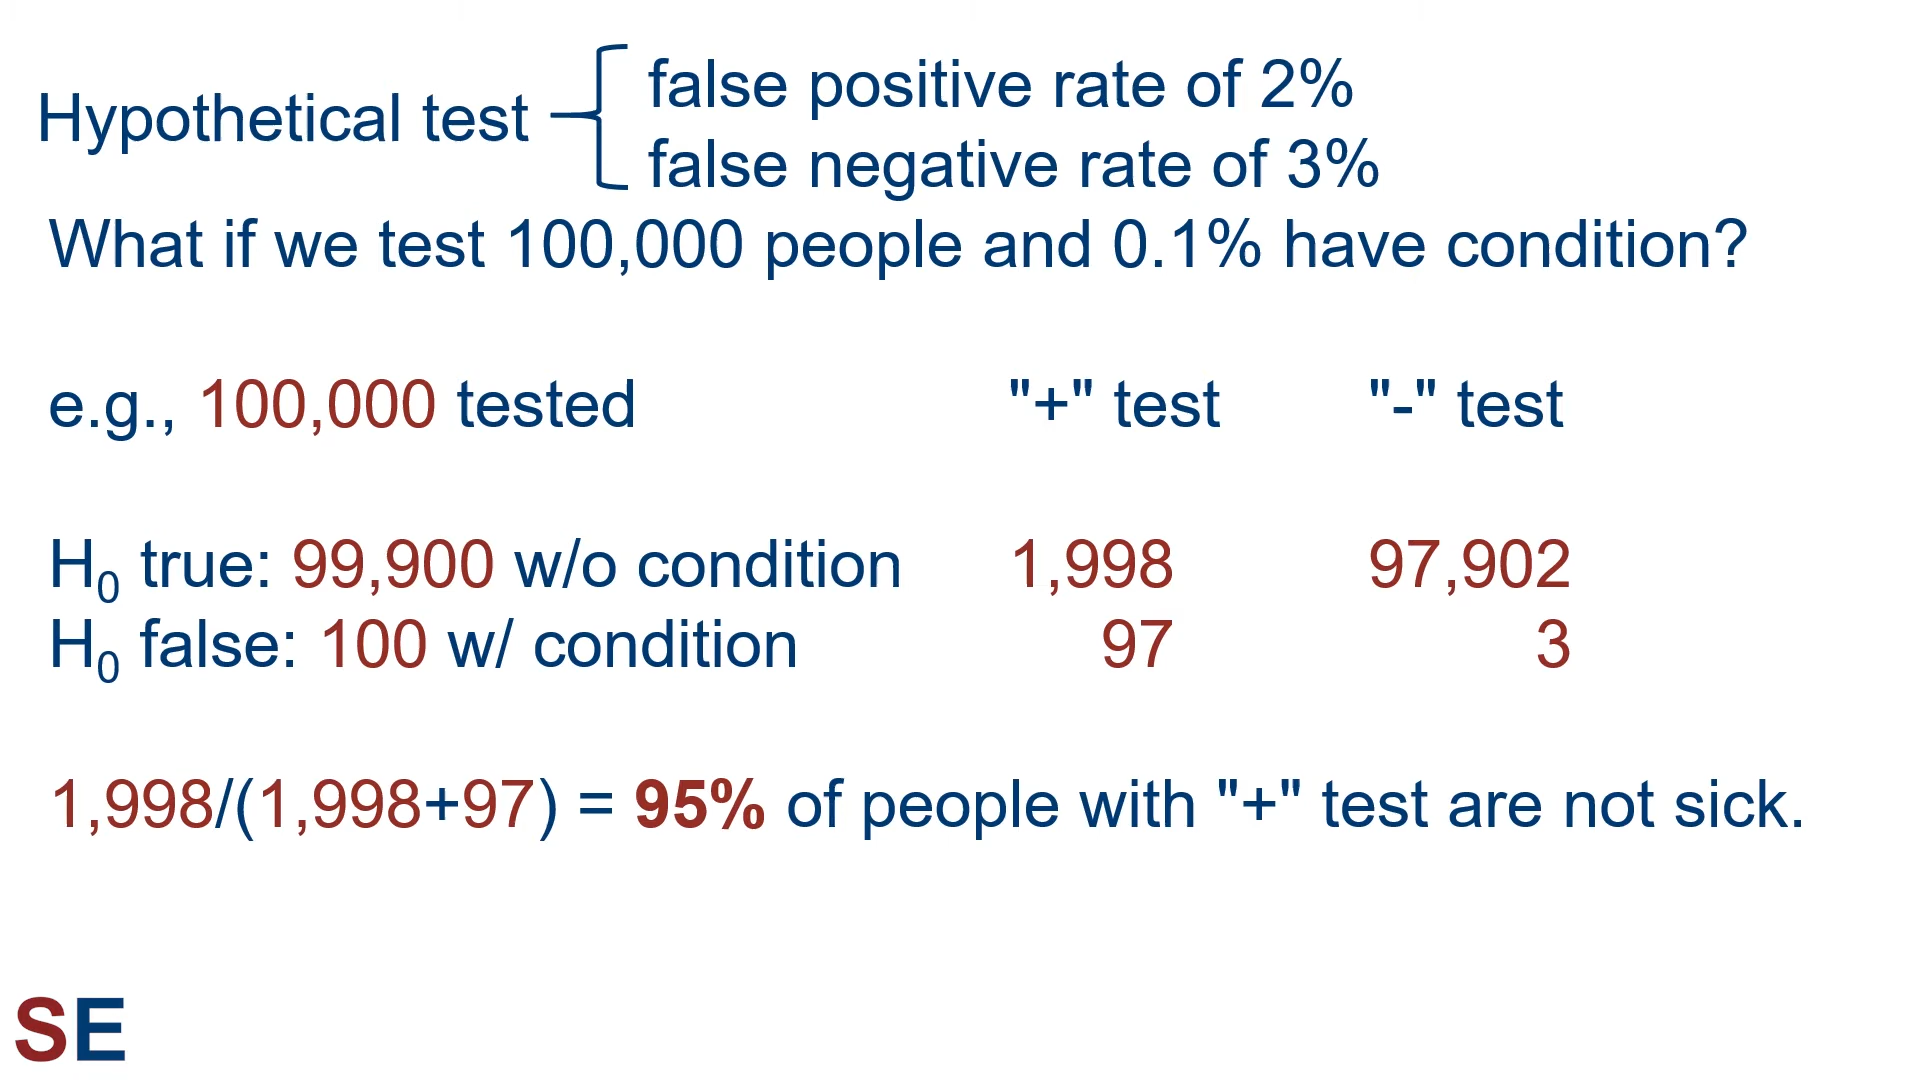 Hypothetical test
false positive rate of 2%
false negative rate of 3%
What if we test 100,000 people and 0.1% have condition?
e.g., 100,000 tested "+" test "-" test
H₀ true: 99,900 w/o condition 1,998 97,902
H₀ false: 100 w/ condition 97 3
1,998/(1,998+97) = 95% of people with "+" test are not sick.
SE